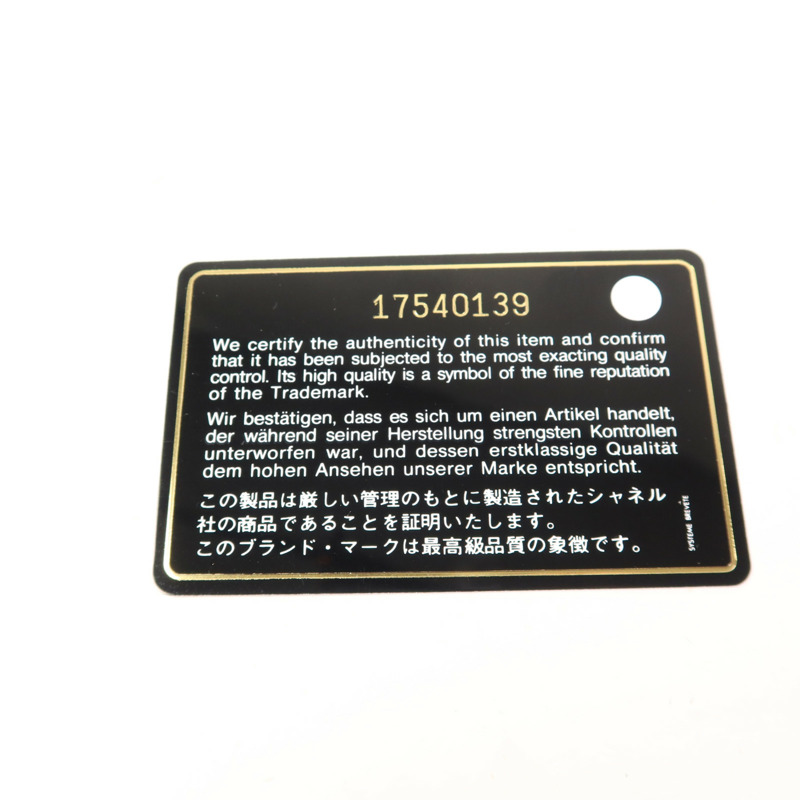 17540139
We certify the authenticity of this item and confirm
that it has been subjected to the most exacting quality
control. Its high quality is a symbol of the fine reputation
of the Trademark.
Wir bestätigen, dass es sich um einen Artikel handelt,
der während seiner Herstellung strengsten Kontrollen
unterworfen war, und dessen erstklassige Qualität
dem hohen Ansehen unserer Marke entspricht.
この製品は厳しい管理のもとに製造されたシャネル
社の商品であることを証明いたします。
このブランド・マークは最高級品質の象徴です。
SYSTEME BREVETE